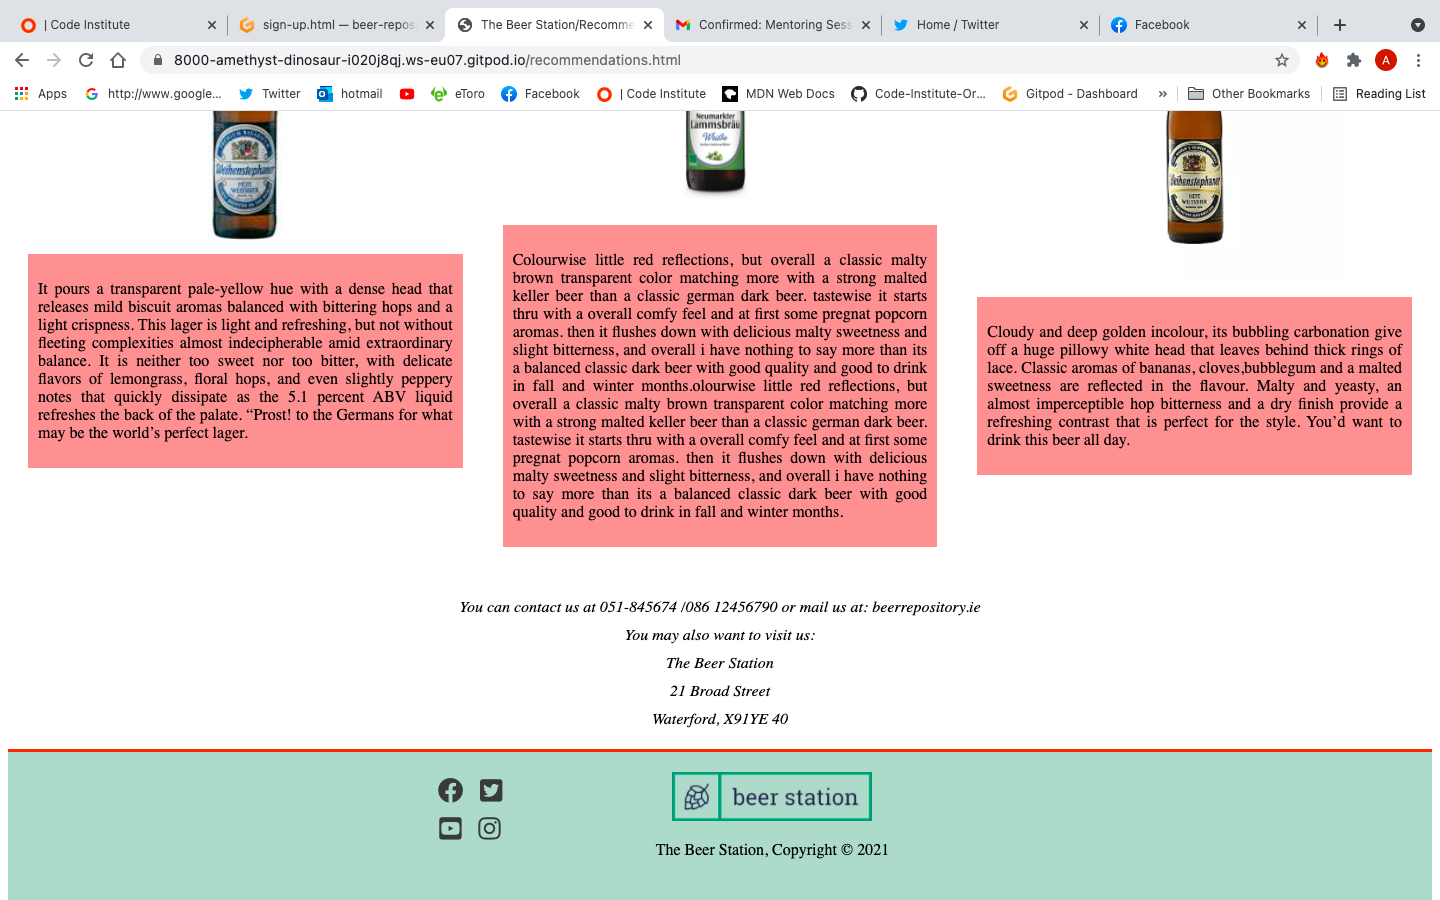 | Code Institute
sign-up.html — beer-repos
The Beer Station/Recomme
Confirmed: Mentoring Sess
Home / Twitter
Facebook
8000-amethyst-dinosaur-i020j8qj.ws-eu07.gitpod.io/recommendations.html
A
Apps
http://www.google...
Twitter
hotmail
eToro
Facebook
| Code Institute
MDN Web Docs
Code-Institute-Or...
Gitpod - Dashboard
»
Other Bookmarks
Reading List
Weihenstephaner
HEFE
WEISSBIER
Neumarkter
Lammsbräu
Weiße
Weihenstephaner
HEFE
WEISSBIER
It pours a transparent pale-yellow hue with a dense head that
releases mild biscuit aromas balanced with bittering hops and a
light crispness. This lager is light and refreshing, but not without
fleeting complexities almost indecipherable amid extraordinary
balance. It is neither too sweet nor too bitter, with delicate
flavors of lemongrass, floral hops, and even slightly peppery
notes that quickly dissipate as the 5.1 percent ABV liquid
refreshes the back of the palate. “Prost! to the Germans for what
may be the world’s perfect lager.
Colourwise little red reflections, but overall a classic malty
brown transparent color matching more with a strong malted
keller beer than a classic german dark beer. tastewise it starts
thru with a overall comfy feel and at first some pregnat popcorn
aromas. then it flushes down with delicious malty sweetness and
slight bitterness, and overall i have nothing to say more than its
a balanced classic dark beer with good quality and good to drink
in fall and winter months.olourwise little red reflections, but
overall a classic malty brown transparent color matching more
with a strong malted keller beer than a classic german dark beer.
tastewise it starts thru with a overall comfy feel and at first some
pregnat popcorn aromas. then it flushes down with delicious
malty sweetness and slight bitterness, and overall i have nothing
to say more than its a balanced classic dark beer with good
quality and good to drink in fall and winter months.
Cloudy and deep golden incolour, its bubbling carbonation give
off a huge pillowy white head that leaves behind thick rings of
lace. Classic aromas of bananas, cloves,bubblegum and a malted
sweetness are reflected in the flavour. Malty and yeasty, an
almost imperceptible hop bitterness and a dry finish provide a
refreshing contrast that is perfect for the style. You’d want to
drink this beer all day.
You can contact us at 051-845674 /086 12456790 or mail us at: beerrepository.ie
You may also want to visit us:
The Beer Station
21 Broad Street
Waterford, X91YE 40
beer station
The Beer Station, Copyright © 2021